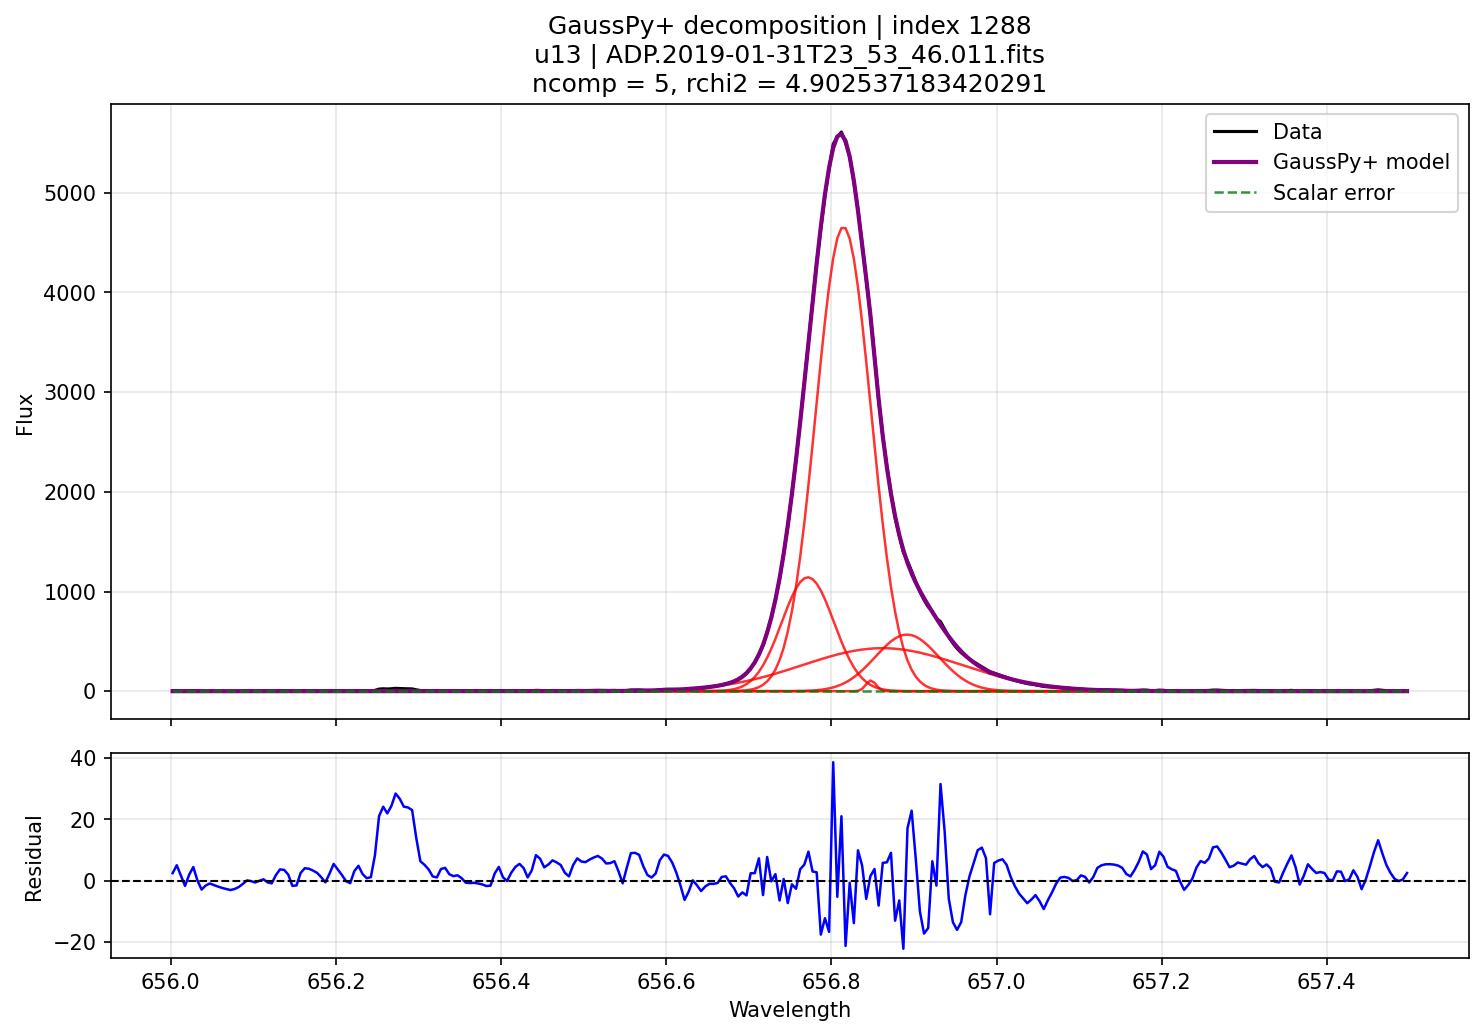 GaussPy+ decomposition | index 1288
u13 | ADP.2019-01-31T23_53_46.011.fits
ncomp = 5, rchi2 = 4.902537183420291
Data
GaussPy+ model
Scalar error
Flux
5000
4000
3000
2000
1000
0
Residual
40
20
0
−20
656.0 656.2 656.4 656.6 656.8 657.0 657.2 657.4
Wavelength